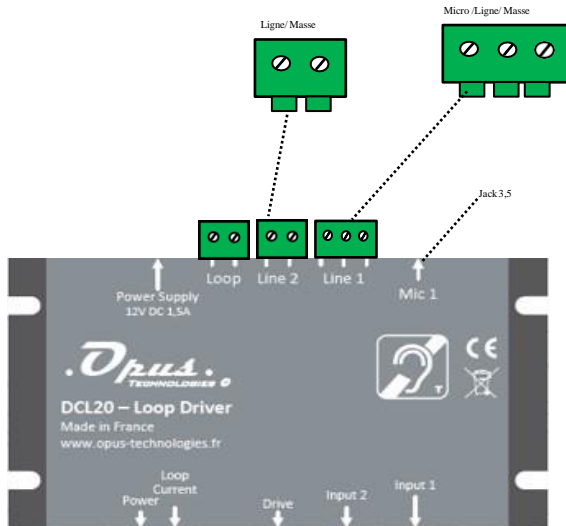 Ligne/ Masse
Micro /Ligne/ Masse
Jack 3,5
Loop
Line 2
Line 1
Mic 1
Power Supply
12V DC 1,5A
.Opus.
TECHNOLOGIES
CE
T
DCL20 – Loop Driver
Made in France
www.opus-technologies.fr
Power
Loop
Current
Drive
Input 2
Input 1